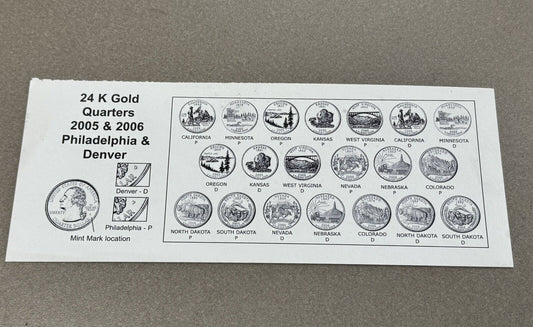 24 K Gold
Quarters
2005 & 2006
Philadelphia &
Denver
Denver - D
Philadelphia - P
Mint Mark location
CALIFORNIA P
MINNESOTA P
OREGON P
KANSAS P
WEST VIRGINIA P
CALIFORNIA D
MINNESOTA D
OREGON D
KANSAS D
WEST VIRGINIA D
NEVADA P
NEBRASKA P
COLORADO P
NORTH DAKOTA P
SOUTH DAKOTA P
NEVADA D
NEBRASKA D
COLORADO D
NORTH DAKOTA D
SOUTH DAKOTA D